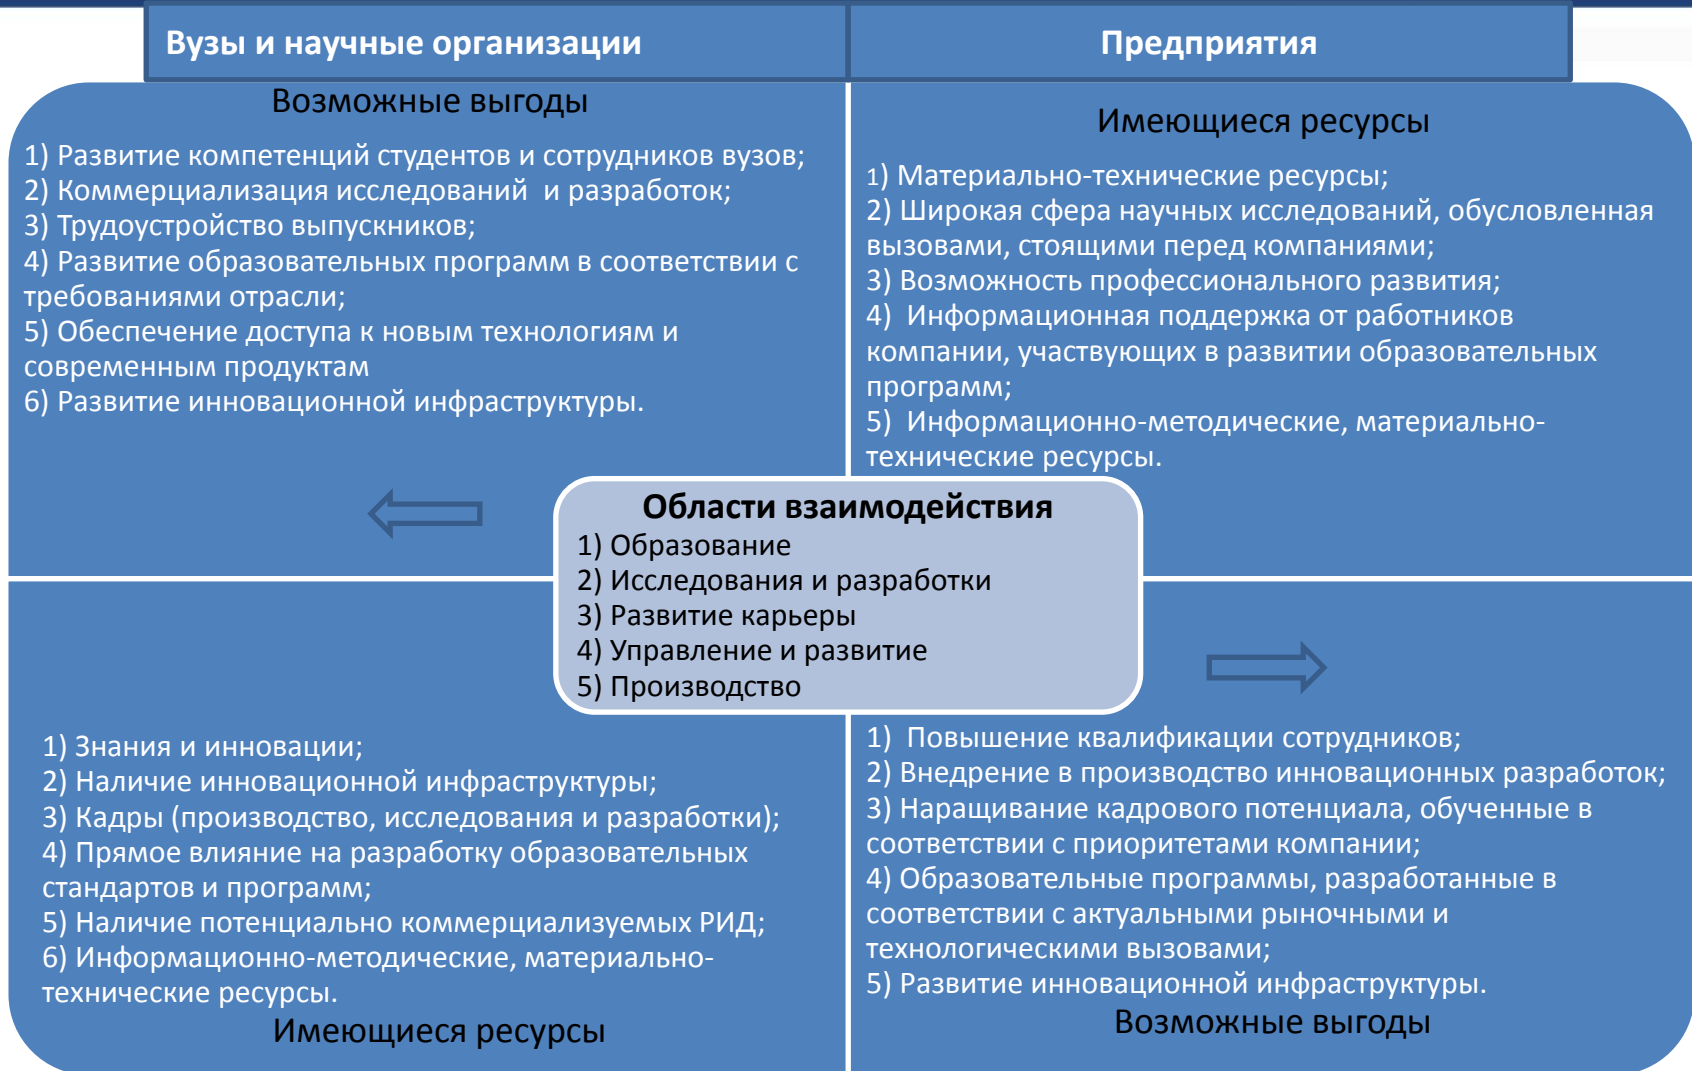 Вузы и научные организации
Предприятия
Возможные выгоды
1) Развитие компетенций студентов и сотрудников вузов;
2) Коммерциализация исследований и разработок;
3) Трудоустройство выпускников;
4) Развитие образовательных программ в соответствии с
требованиями отрасли;
5) Обеспечение доступа к новым технологиям и
современным продуктам
6) Развитие инновационной инфраструктуры.
Имеющиеся ресурсы
1) Материально-технические ресурсы;
2) Широкая сфера научных исследований, обусловленная
вызовами, стоящими перед компаниями;
3) Возможность профессионального развития;
4) Информационная поддержка от работников
компании, участвующих в развитии образовательных
программ;
5) Информационно-методические, материально-
технические ресурсы.
Области взаимодействия
1) Образование
2) Исследования и разработки
3) Развитие карьеры
4) Управление и развитие
5) Производство
1) Знания и инновации;
2) Наличие инновационной инфраструктуры;
3) Кадры (производство, исследования и разработки);
4) Прямое влияние на разработку образовательных
стандартов и программ;
5) Наличие потенциально коммерциализуемых РИД;
6) Информационно-методические, материально-
технические ресурсы.
Имеющиеся ресурсы
1) Повышение квалификации сотрудников;
2) Внедрение в производство инновационных разработок;
3) Наращивание кадрового потенциала, обученные в
соответствии с приоритетами компании;
4) Образовательные программы, разработанные в
соответствии с актуальными рыночными и
технологическими вызовами;
5) Развитие инновационной инфраструктуры.
Возможные выгоды